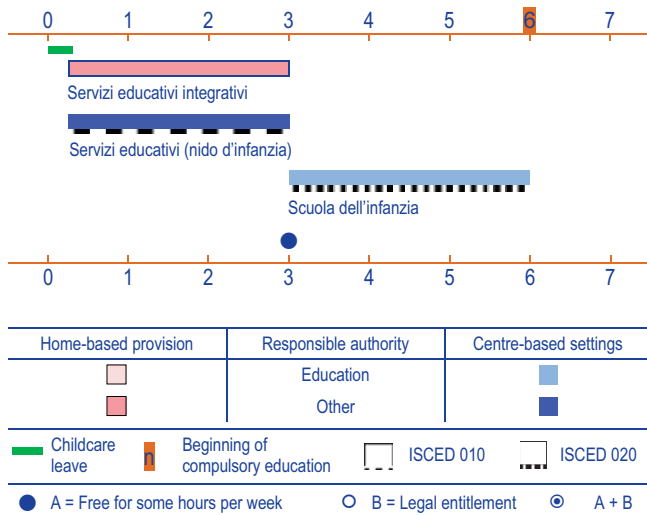 0 1 2 3 4 5 6 7
Servizi educativi integrativi
Servizi educativi (nido d'infanzia)
Scuola dell'infanzia
0 1 2 3 4 5 6 7
Home-based provision Responsible authority Centre-based settings
Education
Other
Childcare leave
n Beginning of compulsory education
ISCED 010
ISCED 020
A = Free for some hours per week B = Legal entitlement A + B